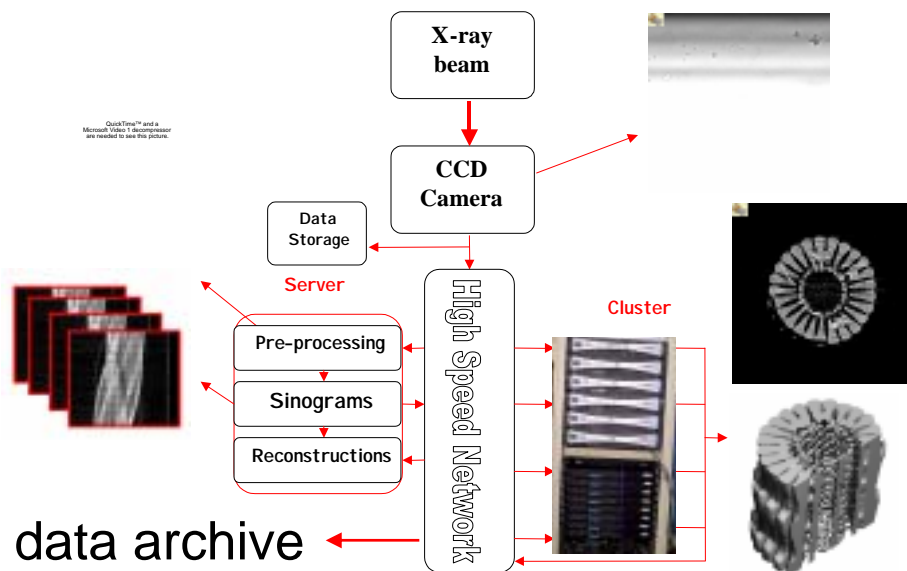 X-ray
beam
QuickTime™ and a
Microsoft Video 1 decompressor
are needed to see this picture.
CCD
Camera
Data
Storage
Server
High Speed Network
Cluster
Pre-processing
Sinograms
Reconstructions
data archive